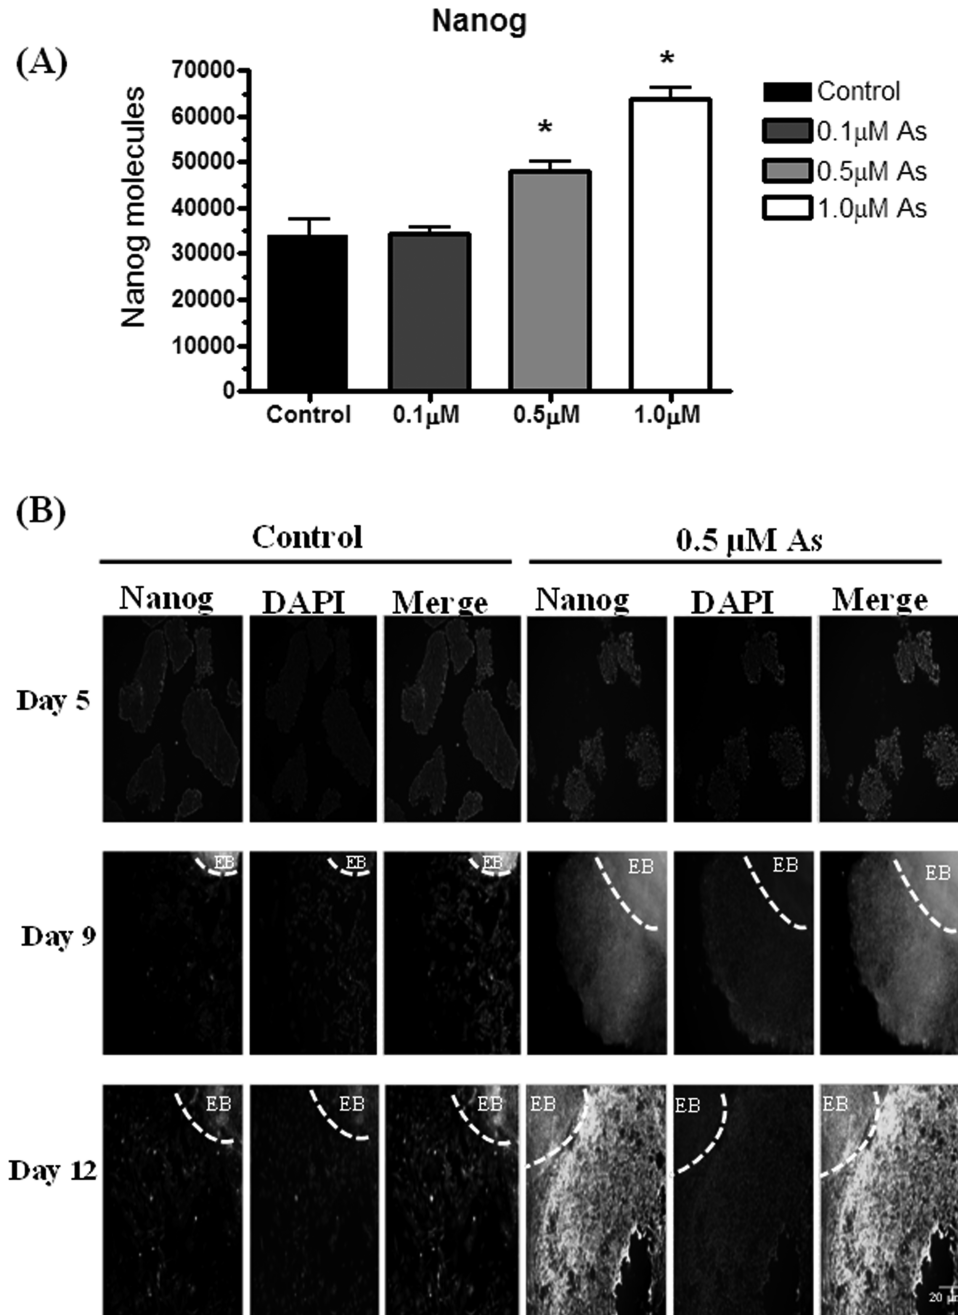 Nanog
(A)
Nanog molecules
70000
60000
50000
40000
30000
20000
10000
0
*
*
Control
0.1μM
0.5μM
1.0μM
Control
0.1μM As
0.5μM As
1.0μM As
(B)
Control
0.5 μM As
Nanog DAPI Merge Nanog DAPI Merge
Day 5
Day 9
EB EB EB EB EB EB
Day 12
EB EB EB EB EB EB